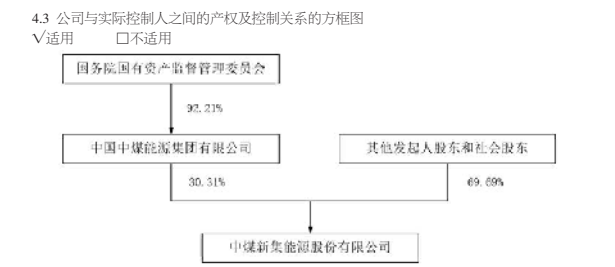 4.3 公司与实际控制人之间的产权及控制关系的方框图
√适用 □不适用
国务院国有资产监督管理委员会
92.21%
中国中煤能源集团有限公司 其他发起人股东和社会股东
30.31% 69.69%
中煤新集能源股份有限公司